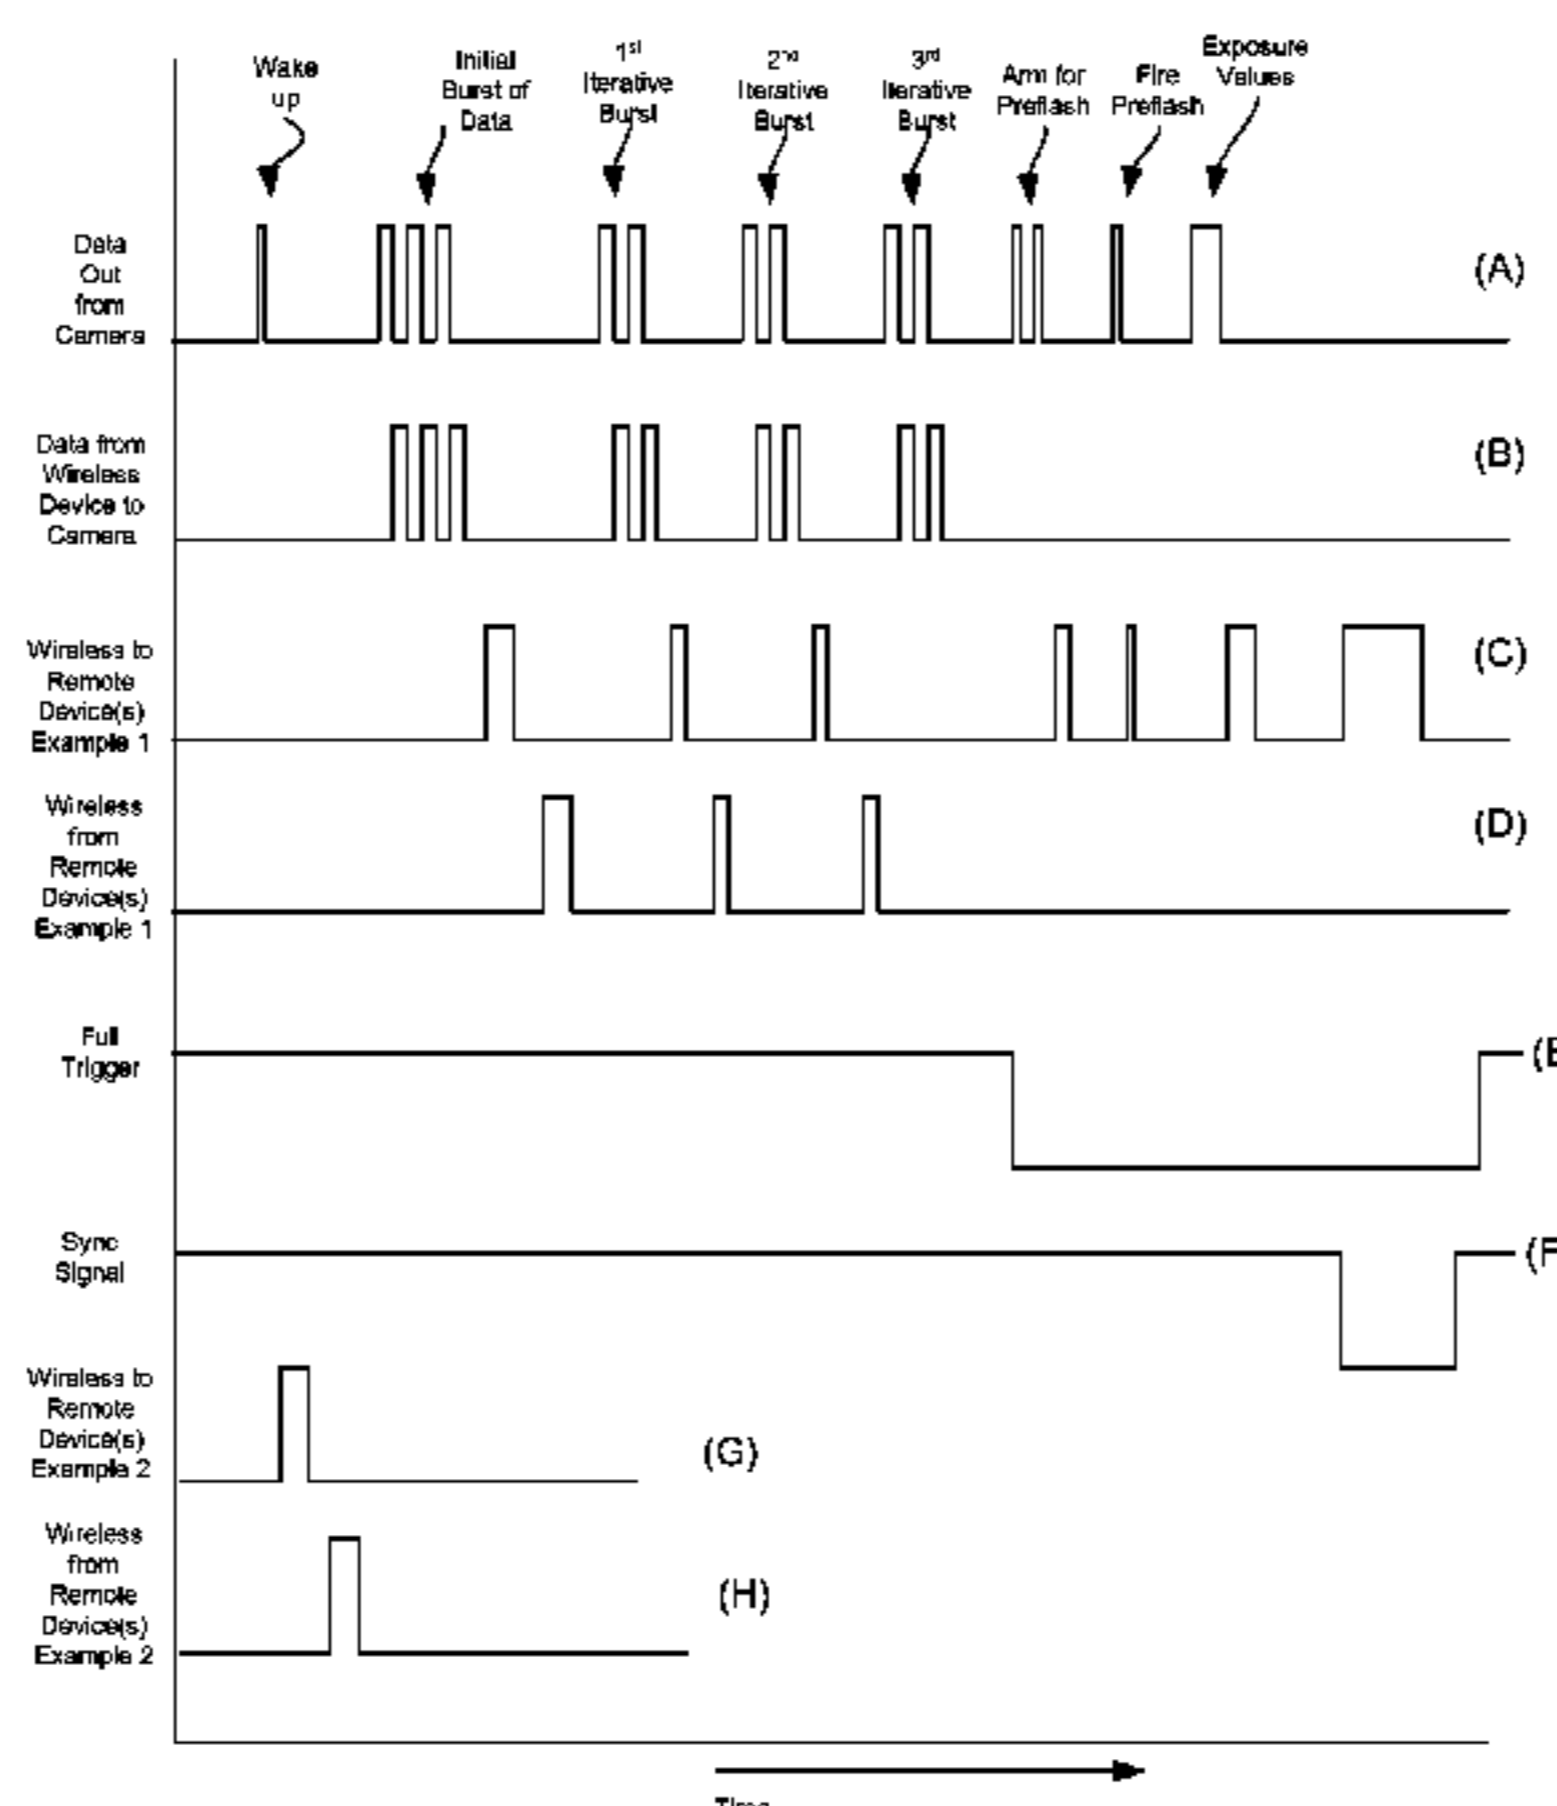 Wake
up
Initial
Burst of
Data
1st
Iterative
Burst
2nd
Iterative
Burst
3rd
Iterative
Burst
Arm for
Preflash
Fire
Preflash
Exposure
Values
Data
Out
from
Camera
(A)
Data from
Wireless
Device to
Camera
(B)
Wireless to
Remote
Device(s)
Example 1
(C)
Wireless
from
Remote
Device(s)
Example 1
(D)
Full
Trigger
(E
Sync
Signal
(F
Wireless to
Remote
Device(s)
Example 2
(G)
Wireless
from
Remote
Device(s)
Example 2
(H)
Time